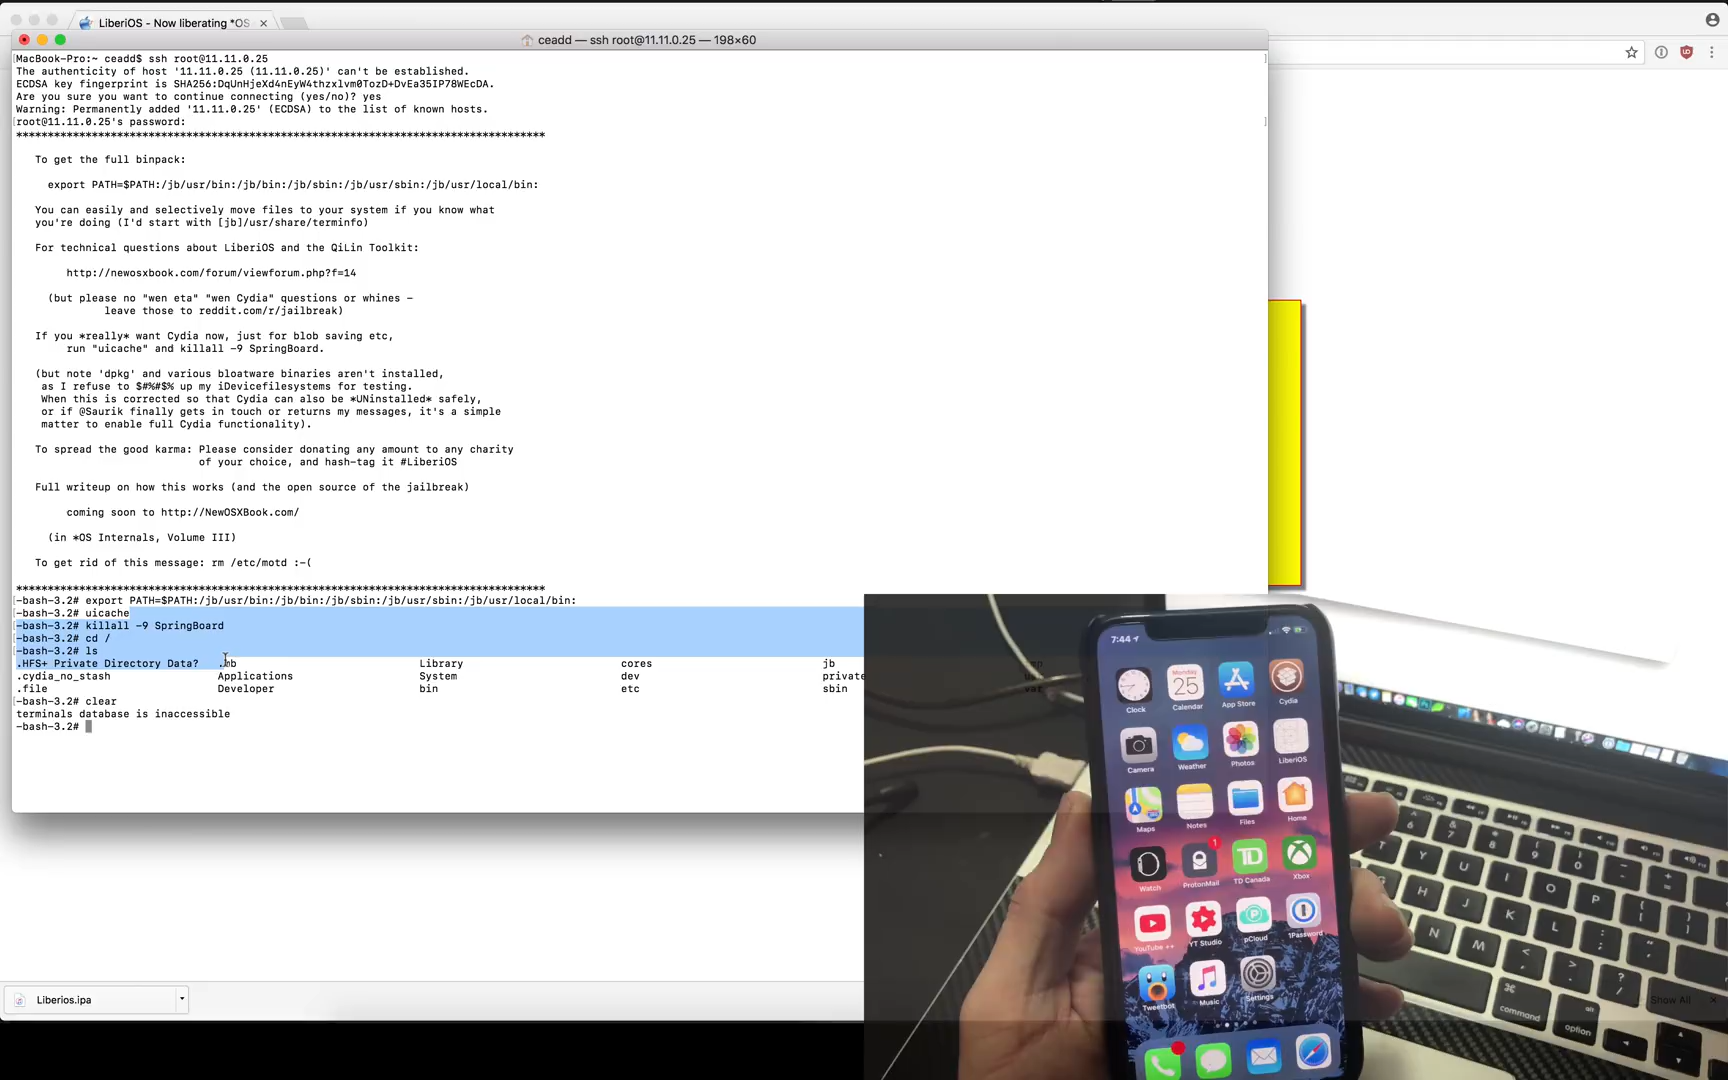 LiberiOS - Now liberating *OS
ceadd — ssh root@11.11.0.25 — 198×60
[MacBook-Pro:~ ceadd$ ssh root@11.11.0.25
The authenticity of host '11.11.0.25 (11.11.0.25)' can't be established.
ECDSA key fingerprint is SHA256:DqUnHjeXd4nEyW4thzxlvm0TozD+DvEa35IP78WEcDA.
Are you sure you want to continue connecting (yes/no)? yes
Warning: Permanently added '11.11.0.25' (ECDSA) to the list of known hosts.
[root@11.11.0.25's password:
To get the full binpack:
export PATH=$PATH:/jb/usr/bin:/jb/bin:/jb/sbin:/jb/usr/sbin:/jb/usr/local/bin:
You can easily and selectively move files to your system if you know what
you're doing (I'd start with [jb]/usr/share/terminfo)
For technical questions about LiberiOS and the QiLin Toolkit:
http://newosxbook.com/forum/viewforum.php?f=14
(but please no "wen eta" "wen Cydia" questions or whines -
leave those to reddit.com/r/jailbreak)
If you *really* want Cydia now, just for blob saving etc,
run "uicache" and killall -9 SpringBoard.
(but note 'dpkg' and various bloatware binaries aren't installed,
as I refuse to $#%#$% up my iDevicefilesystems for testing.
When this is corrected so that Cydia can also be *UNinstalled* safely,
or if @Saurik finally gets in touch or returns my messages, it's a simple
matter to enable full Cydia functionality).
To spread the good karma: Please consider donating any amount to any charity
of your choice, and hash-tag it #LiberiOS
Full writeup on how this works (and the open source of the jailbreak)
coming soon to http://NewOSXBook.com/
(in *OS Internals, Volume III)
To get rid of this message: rm /etc/motd :-(
[-bash-3.2# export PATH=$PATH:/jb/usr/bin:/jb/bin:/jb/sbin:/jb/usr/sbin:/jb/usr/local/bin:
[-bash-3.2# uicache
[-bash-3.2# killall -9 SpringBoard
[-bash-3.2# cd /
[-bash-3.2# ls
.HFS+ Private Directory Data? .mb Library cores jb
.cydia_no_stash Applications System dev private
.file Developer bin etc sbin var
[-bash-3.2# clear
terminals database is inaccessible
-bash-3.2#
Liberios.ipa
Show All
7:44
Monday
25
Clock Calendar App Store Cydia
Camera Weather Photos LiberiOS
Maps Notes Files Home
1
TD
Watch ProtonMail TD Canada Xbox
YouTube ++ YT Studio pCloud 1Password
Tweetbot Music Settings
command
option